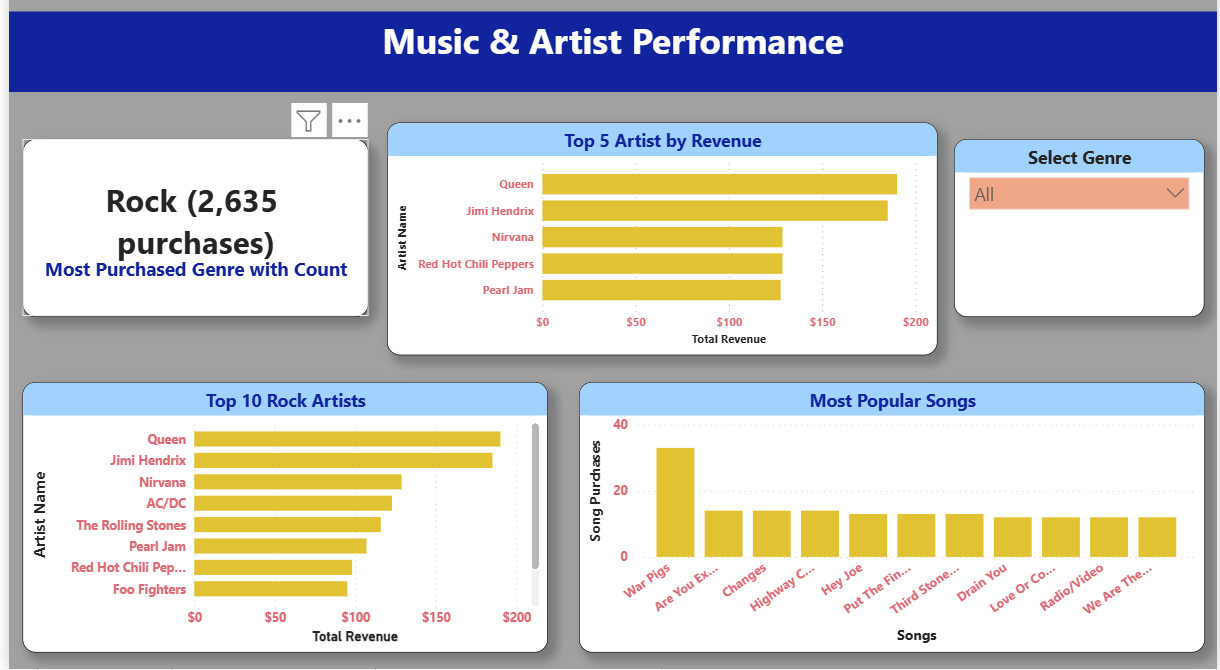 Music & Artist Performance
Rock (2,635
purchases)
Most Purchased Genre with Count
Top 5 Artist by Revenue
Artist Name
Queen
Jimi Hendrix
Nirvana
Red Hot Chili Peppers
Pearl Jam
$0 $50 $100 $150 $200
Total Revenue
Select Genre
All
Top 10 Rock Artists
Artist Name
Queen
Jimi Hendrix
Nirvana
AC/DC
The Rolling Stones
Pearl Jam
Red Hot Chili Pep...
Foo Fighters
$0 $50 $100 $150 $200
Total Revenue
Most Popular Songs
Song Purchases
40
20
0
War Pigs
Are You Ex...
Changes
Highway C...
Hey Joe
Put The Fin...
Third Stone...
Drain You
Love Or Co...
Radio/Video
We Are The...
Songs